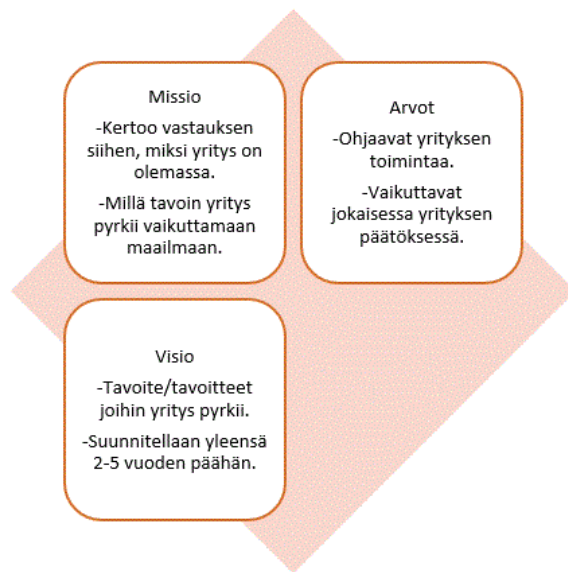 Missio
-Kertoo vastauksen
siihen, miksi yritys on
olemassa.
-Millä tavoin yritys
pyrkii vaikuttamaan
maailmaan.
Arvot
-Ohjaavat yrityksen
toimintaa.
-Vaikuttavat
jokaisessa yrityksen
päätöksessä.
Visio
-Tavoite/tavoitteet
joihin yritys pyrkii.
-Suunnitellaan yleensä
2-5 vuoden päähän.